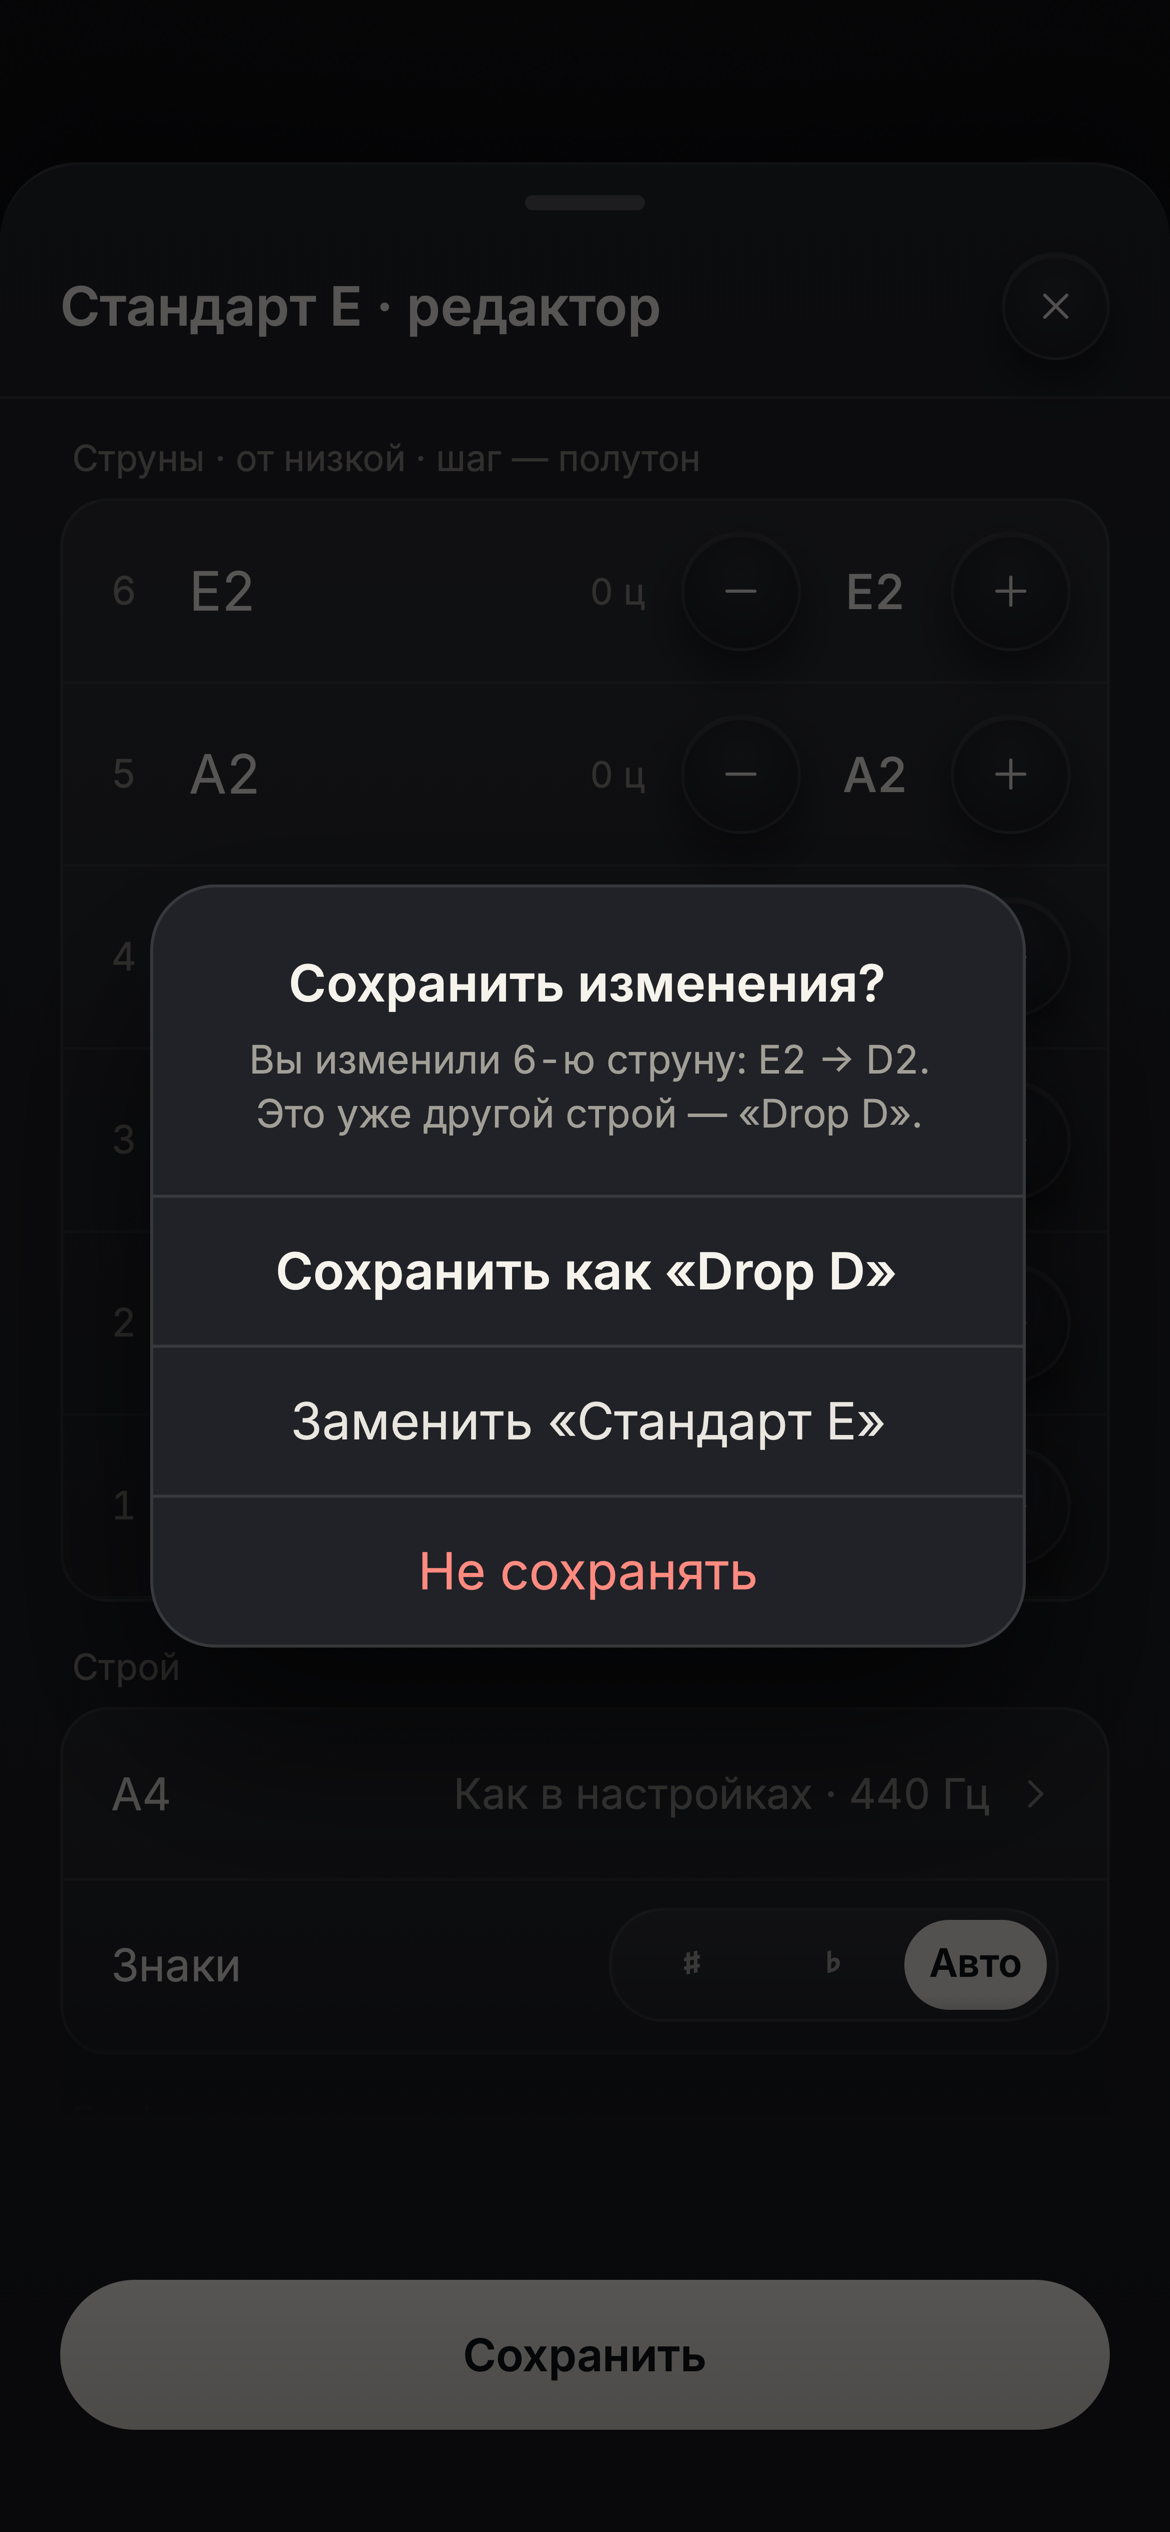 Стандарт E · редактор
Струны · от низкой · шаг — полутон
6 E2 0 ц − E2 +
5 A2 0 ц − A2 +
4
Сохранить изменения?
Вы изменили 6-ю струну: E2 → D2.
Это уже другой строй — «Drop D».
3
Сохранить как «Drop D»
2
Заменить «Стандарт E»
1
Не сохранять
Строй
A4 Как в настройках · 440 Гц
Знаки ♯ ♭ Авто
Сохранить